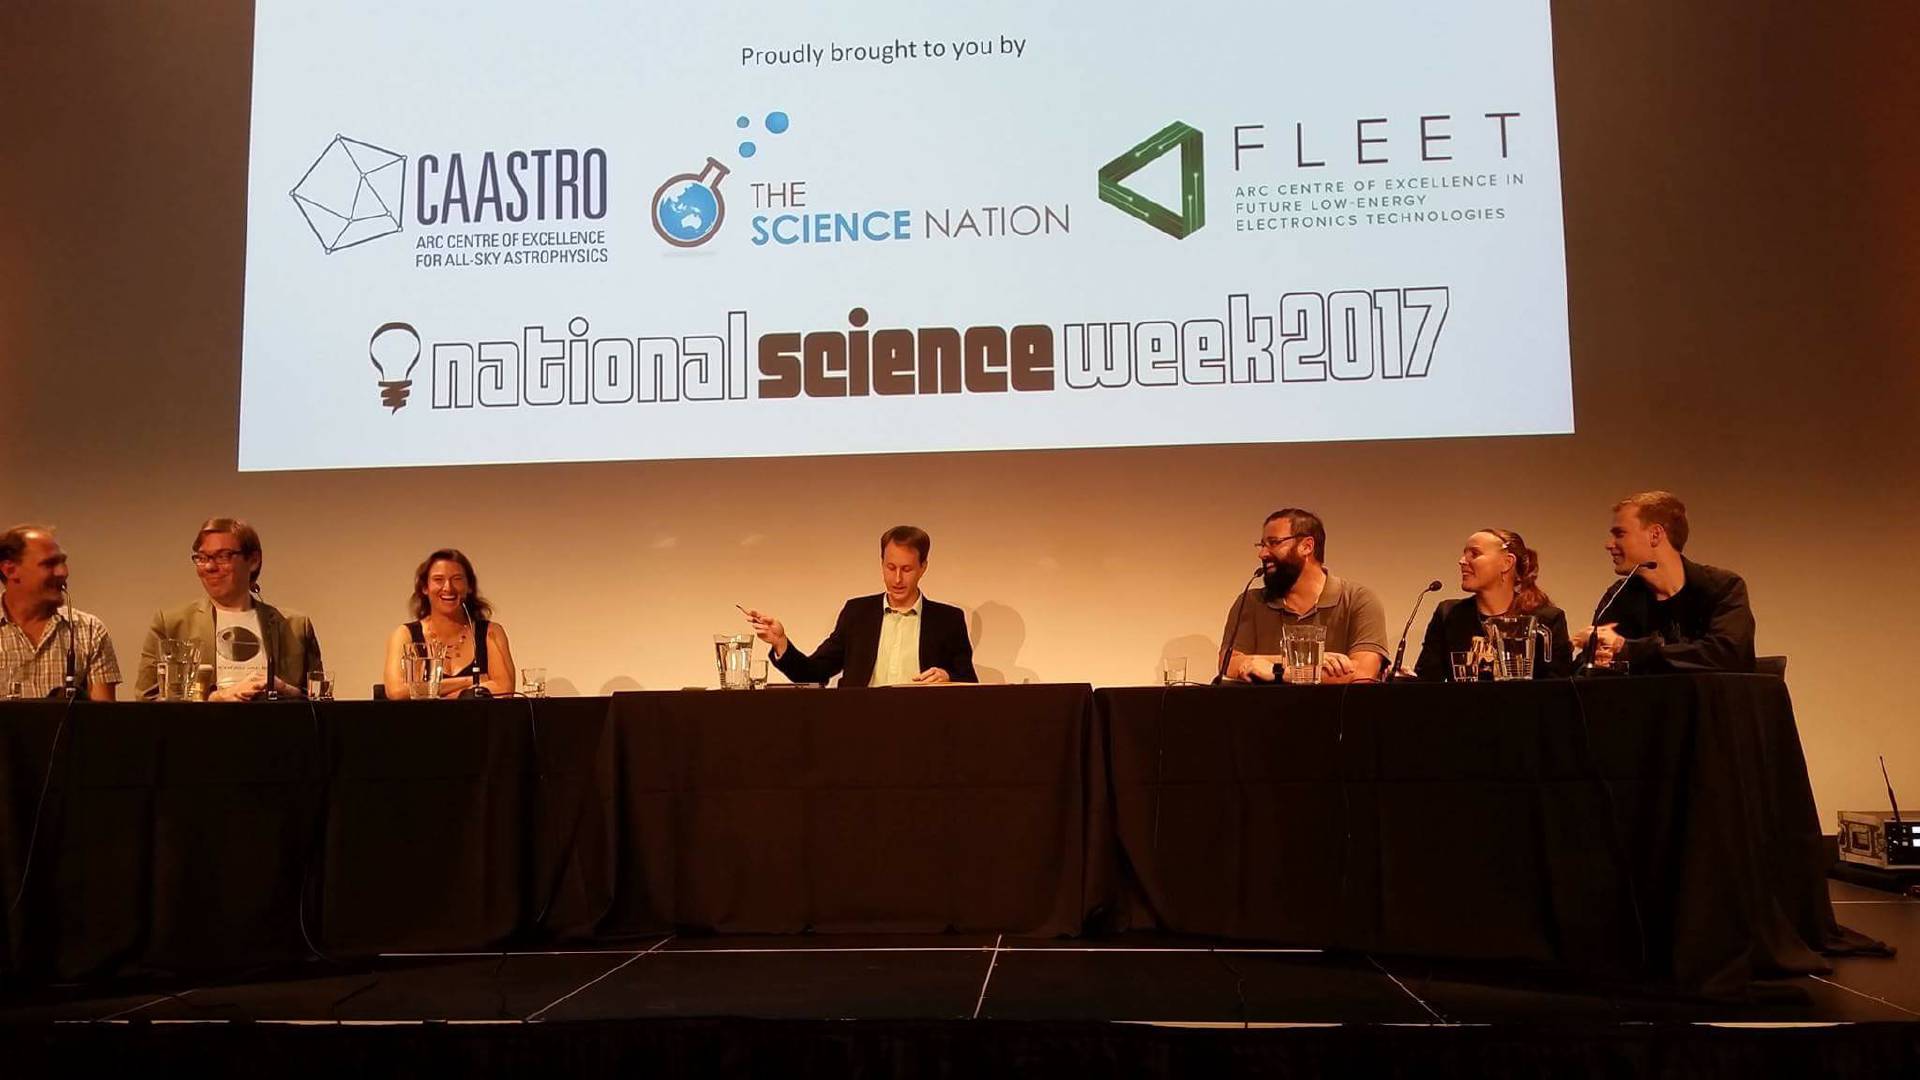 Proudly brought to you by
CAASTRO
ARC CENTRE OF EXCELLENCE
FOR ALL-SKY ASTROPHYSICS
THE
SCIENCE NATION
FLEET
ARC CENTRE OF EXCELLENCE IN
FUTURE LOW-ENERGY
ELECTRONICS TECHNOLOGIES
nationalscienceweek2017